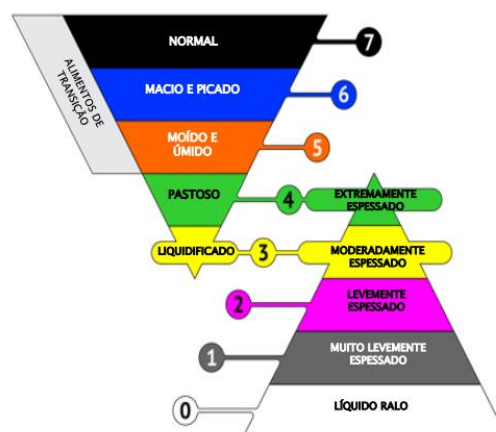 NORMAL
7
ALIMENTOS DE
TRANSIÇÃO
MACIO E PICADO
6
MOÍDO E
ÚMIDO
5
PASTOSO
4
EXTREMAMENTE
ESPESSADO
LIQUIDIFICADO
3
MODERADAMENTE
ESPESSADO
2
LEVEMENTE
ESPESSADO
1
MUITO LEVEMENTE
ESPESSADO
0
LÍQUIDO RALO